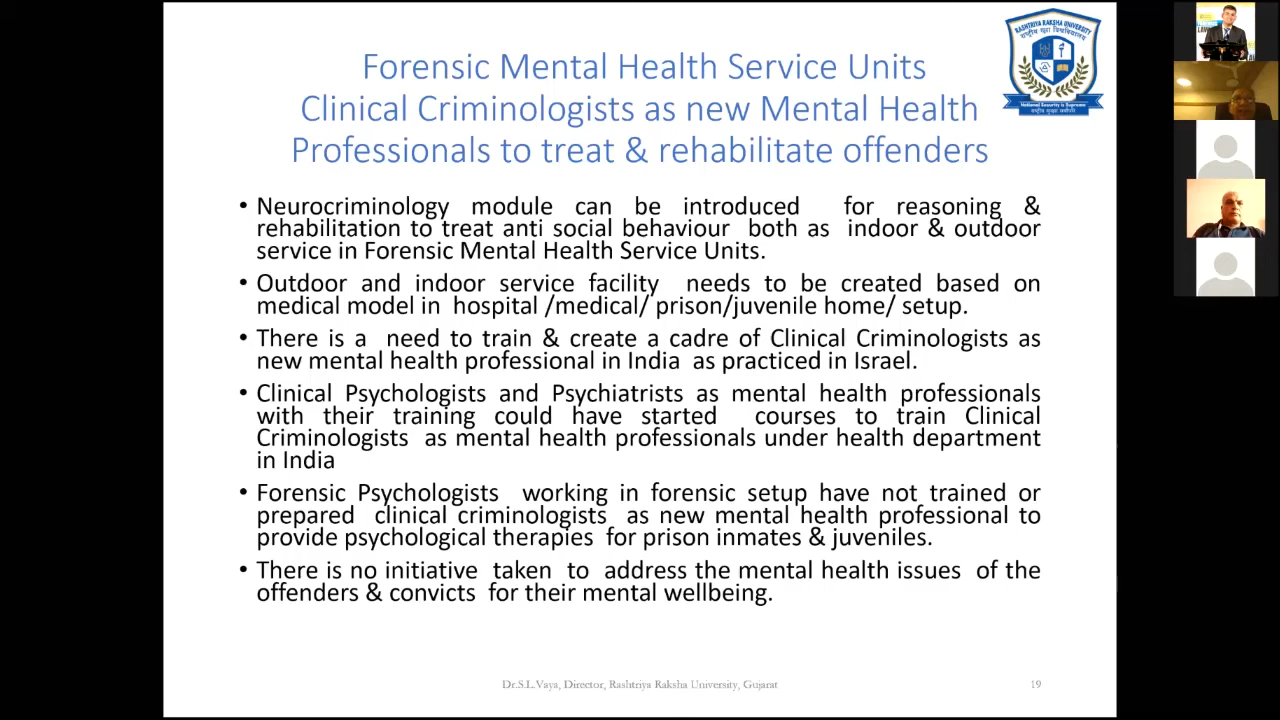 Forensic Mental Health Service Units
Clinical Criminologists as new Mental Health
Professionals to treat & rehabilitate offenders
RASHTRIYA RAKSHA UNIVERSITY
National Security is Supreme
• Neurocriminology module can be introduced for reasoning &
rehabilitation to treat anti social behaviour both as indoor & outdoor
service in Forensic Mental Health Service Units.
• Outdoor and indoor service facility needs to be created based on
medical model in hospital /medical/ prison/juvenile home/ setup.
• There is a need to train & create a cadre of Clinical Criminologists as
new mental health professional in India as practiced in Israel.
• Clinical Psychologists and Psychiatrists as mental health professionals
with their training could have started courses to train Clinical
Criminologists as mental health professionals under health department
in India
• Forensic Psychologists working in forensic setup have not trained or
prepared clinical criminologists as new mental health professional to
provide psychological therapies for prison inmates & juveniles.
• There is no initiative taken to address the mental health issues of the
offenders & convicts for their mental wellbeing.
Dr.S.L.Vaya, Director, Rashtriya Raksha University, Gujarat
19